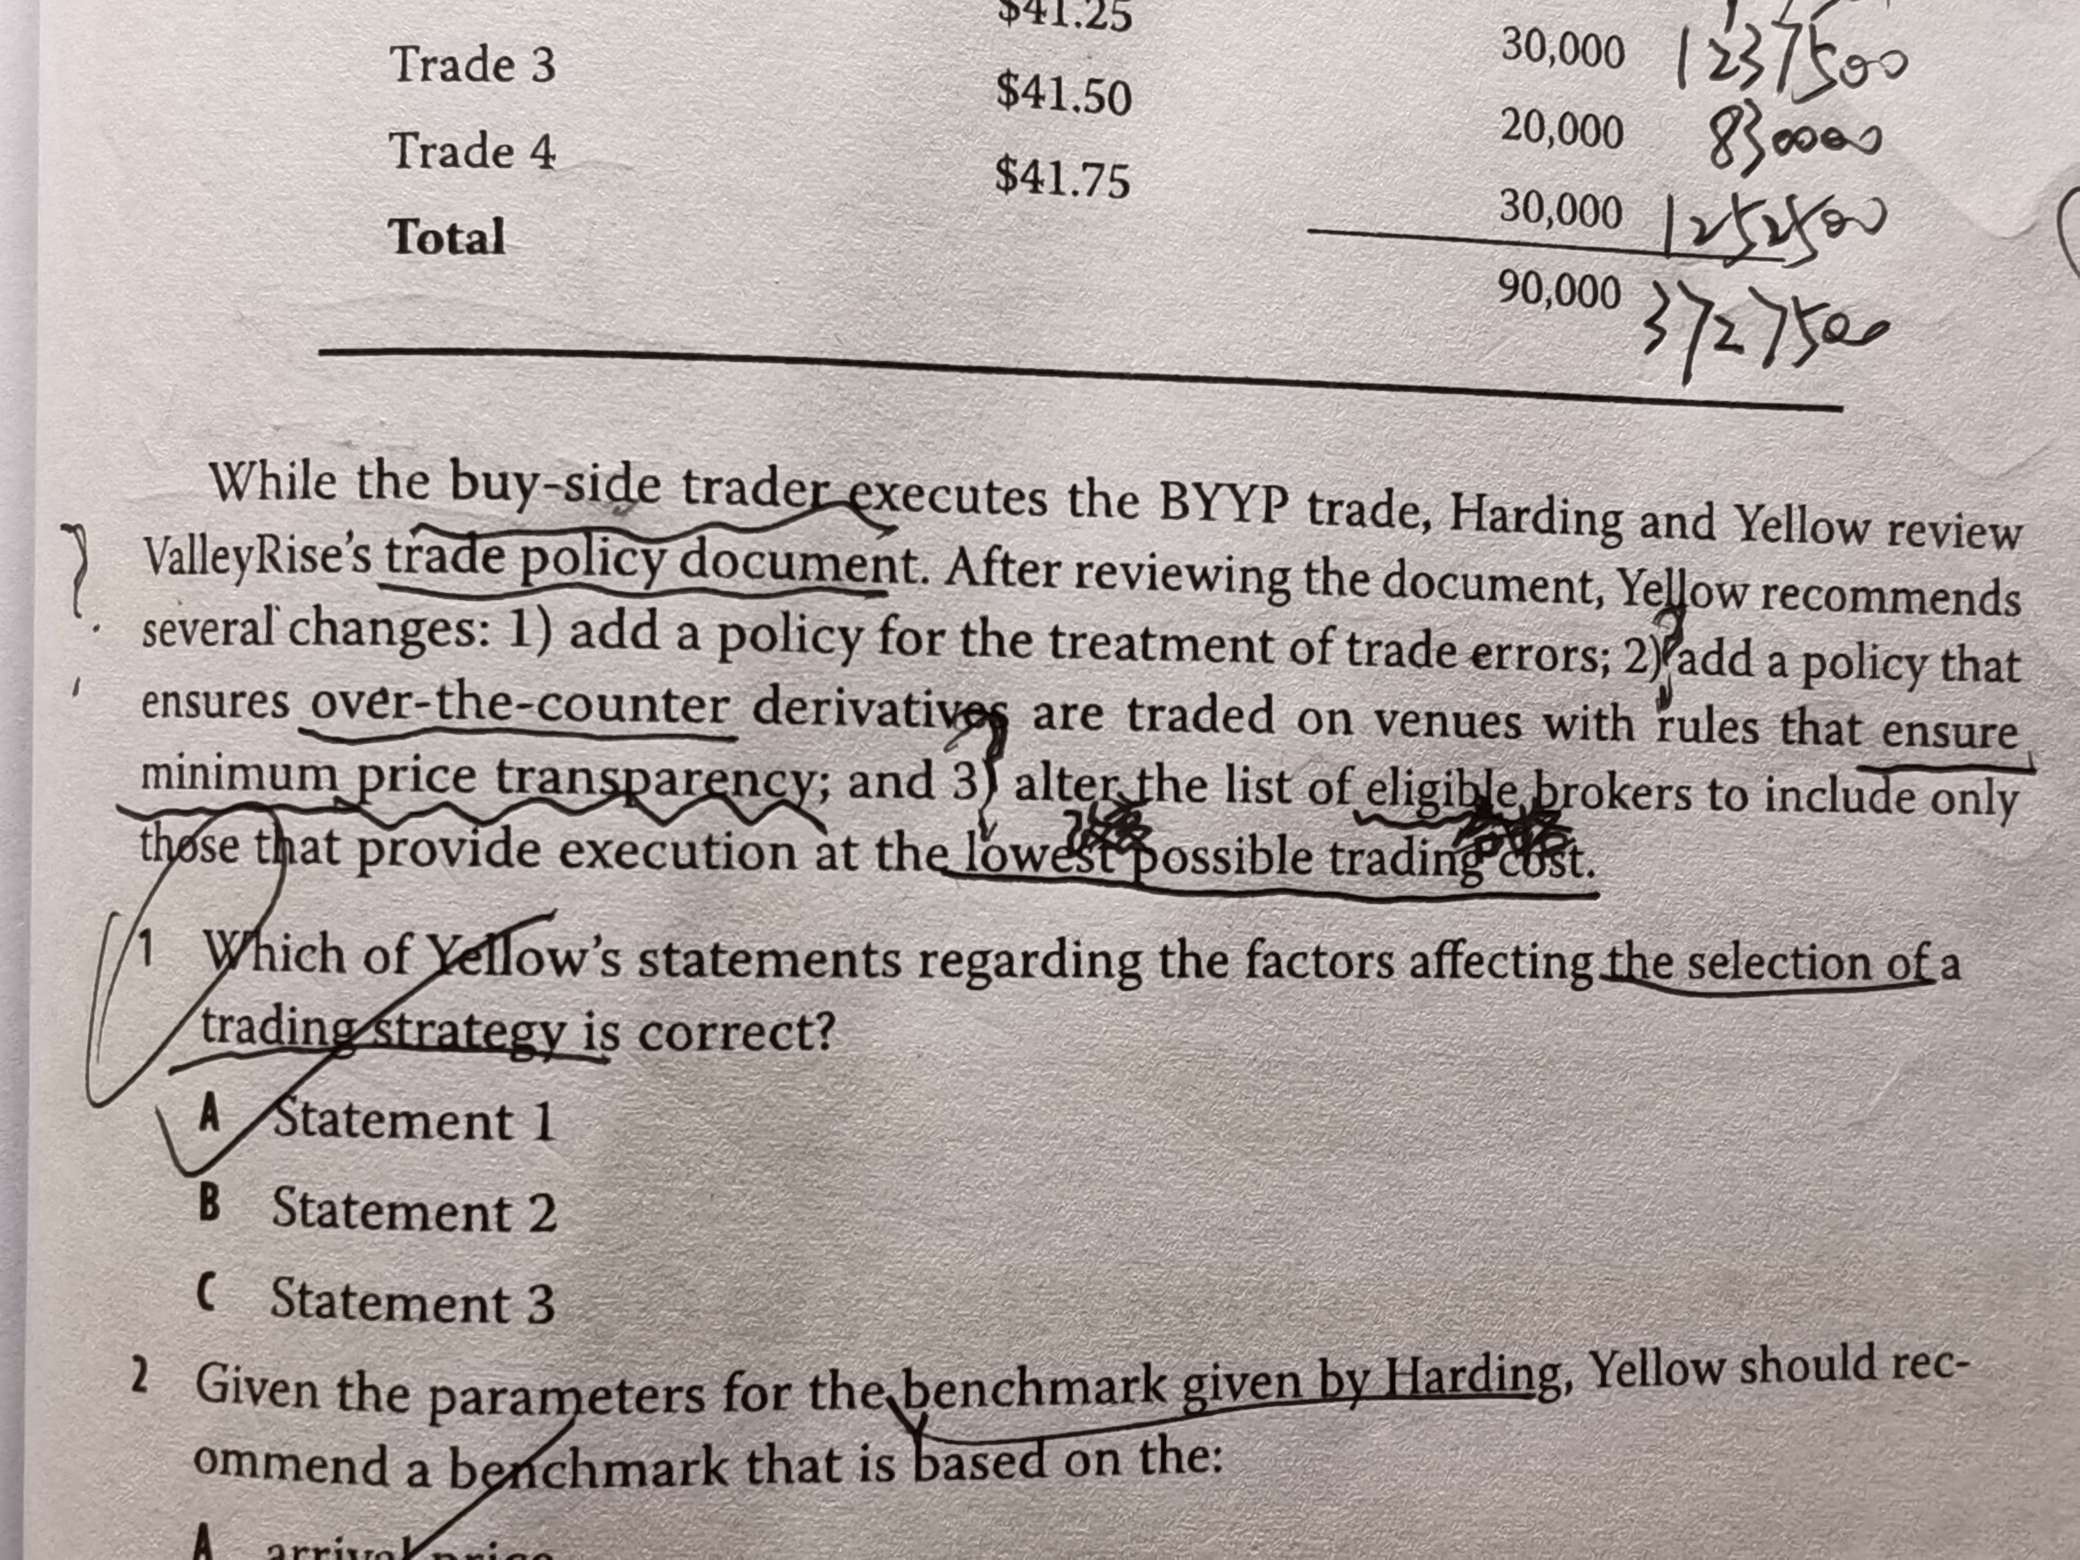 $41.25
Trade 3 30,000 1237500
$41.50
Trade 4 20,000 830000
$41.75
Total 30,000 1252500
90,000 3727500
While the buy-side trader executes the BYYP trade, Harding and Yellow review
ValleyRise's trade policy document. After reviewing the document, Yellow recommends
several changes: 1) add a policy for the treatment of trade errors; 2) add a policy that
ensures over-the-counter derivatives are traded on venues with rules that ensure
minimum price transparency; and 3) alter the list of eligible brokers to include only
those that provide execution at the lowest possible trading cost.
1 Which of Yellow's statements regarding the factors affecting the selection of a
trading strategy is correct?
A Statement 1
B Statement 2
C Statement 3
2 Given the parameters for the benchmark given by Harding, Yellow should rec-
ommend a benchmark that is based on the:
A arrival price